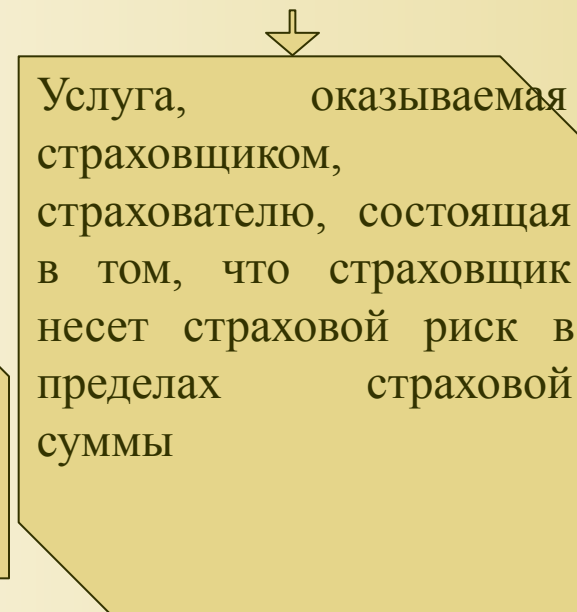 Услуга, оказываемая
страховщиком,
страхователю, состоящая
в том, что страховщик
несет страховой риск в
пределах страховой
суммы